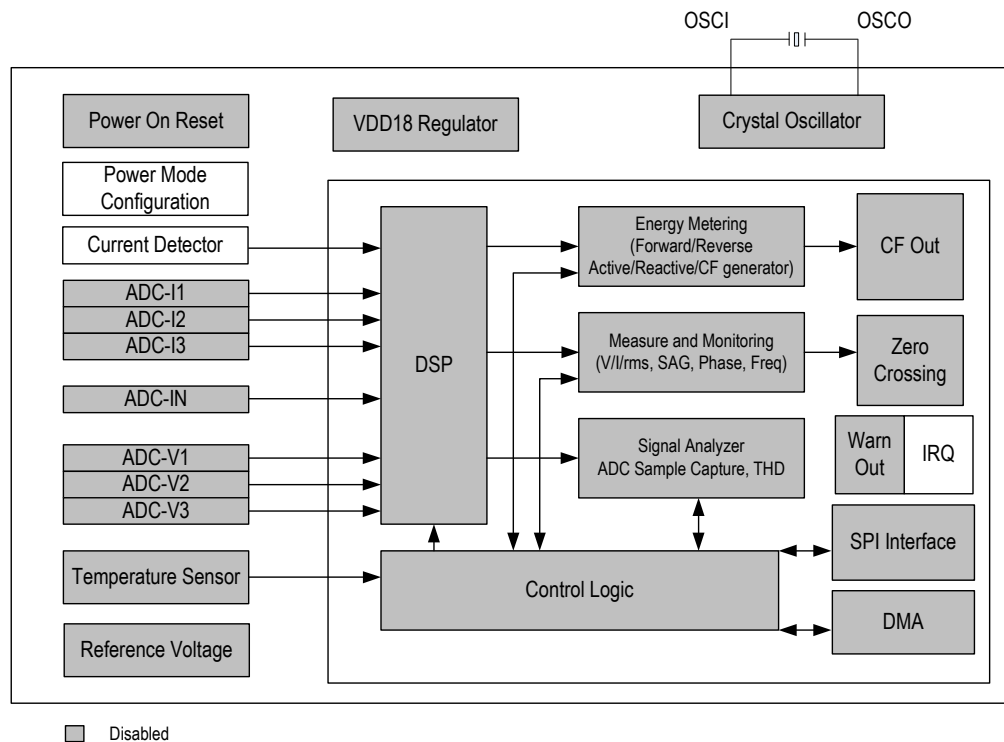 OSCI
OSCO
Power On Reset
VDD18 Regulator
Crystal Oscillator
Power Mode
Configuration
Current Detector
ADC-I1
ADC-I2
ADC-I3
ADC-IN
ADC-V1
ADC-V2
ADC-V3
Temperature Sensor
Reference Voltage
DSP
Energy Metering
(Forward/Reverse
Active/Reactive/CF generator)
CF Out
Measure and Monitoring
(V/I/rms, SAG, Phase, Freq)
Zero
Crossing
Signal Analyzer
ADC Sample Capture, THD
Warn
Out
IRQ
Control Logic
SPI Interface
DMA
Disabled